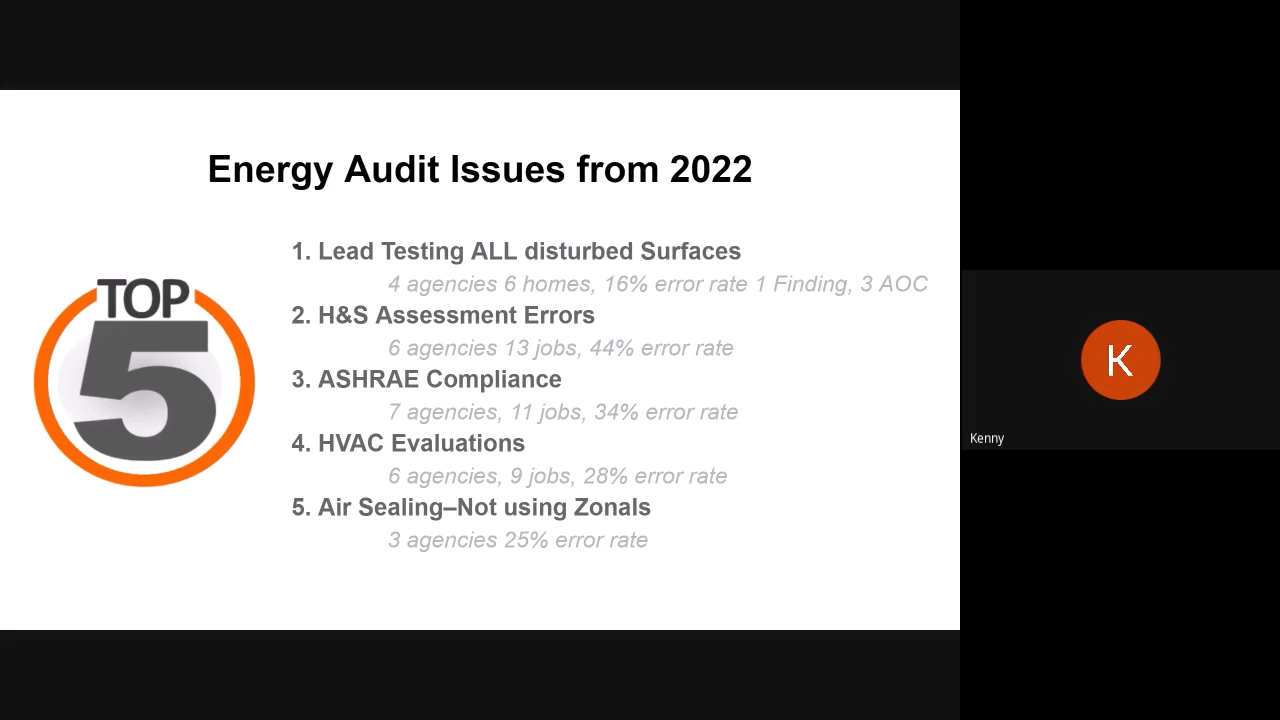 Energy Audit Issues from 2022
TOP
5
1. Lead Testing ALL disturbed Surfaces
4 agencies 6 homes, 16% error rate 1 Finding, 3 AOC
2. H&S Assessment Errors
6 agencies 13 jobs, 44% error rate
3. ASHRAE Compliance
7 agencies, 11 jobs, 34% error rate
4. HVAC Evaluations
6 agencies, 9 jobs, 28% error rate
5. Air Sealing–Not using Zonals
3 agencies 25% error rate
K
Kenny